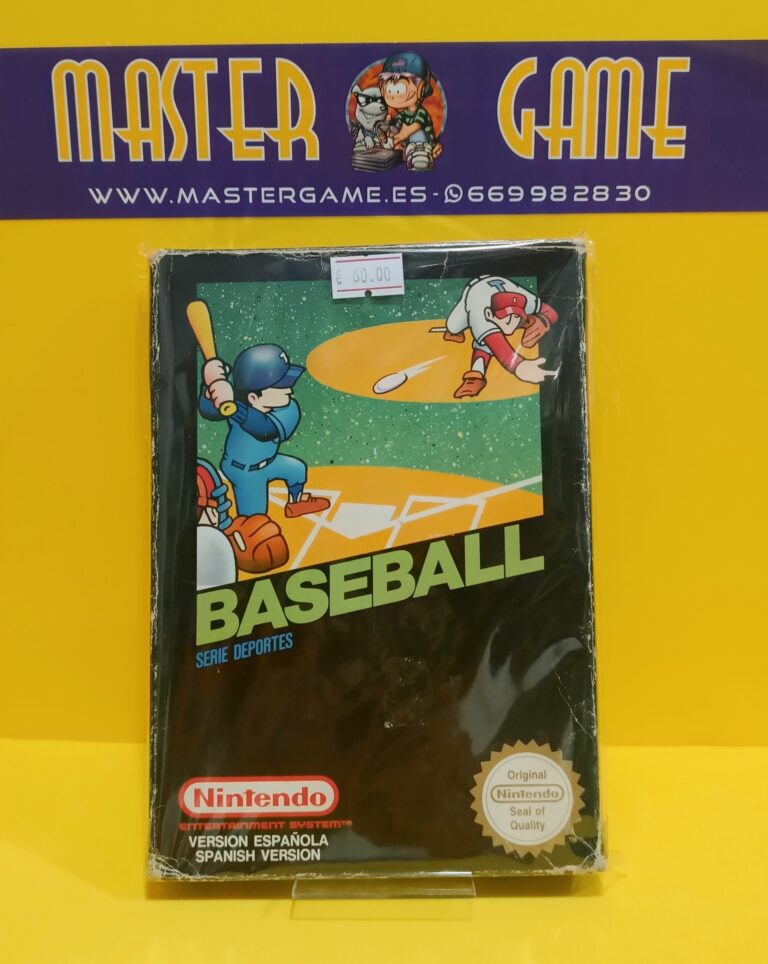 MASTER GAME
WWW.MASTERGAME.ES-669982830
€ 60.00
T
T
BASEBALL
SERIE DEPORTES
Nintendo
ENTERTAINMENT SYSTEM™
VERSION ESPAÑOLA
SPANISH VERSION
Original
Nintendo
Seal of
Quality